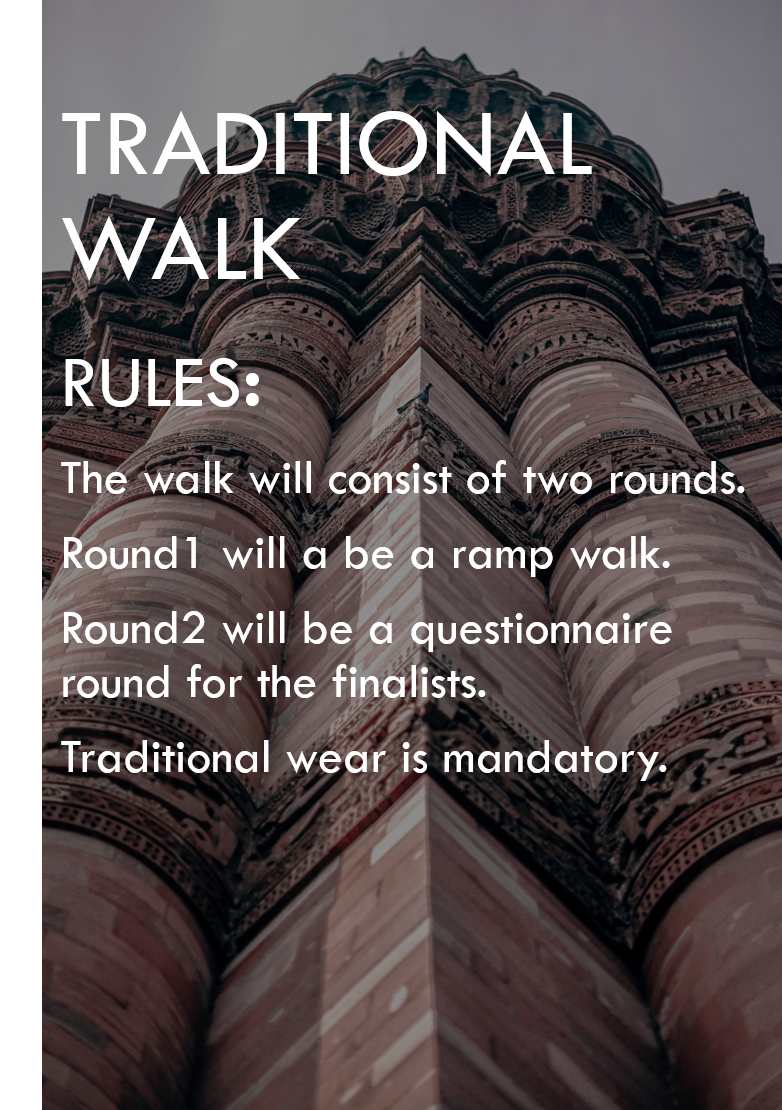 TRADITIONAL
WALK
RULES:
The walk will consist of two rounds.
Round1 will a be a ramp walk.
Round2 will be a questionnaire
round for the finalists.
Traditional wear is mandatory.